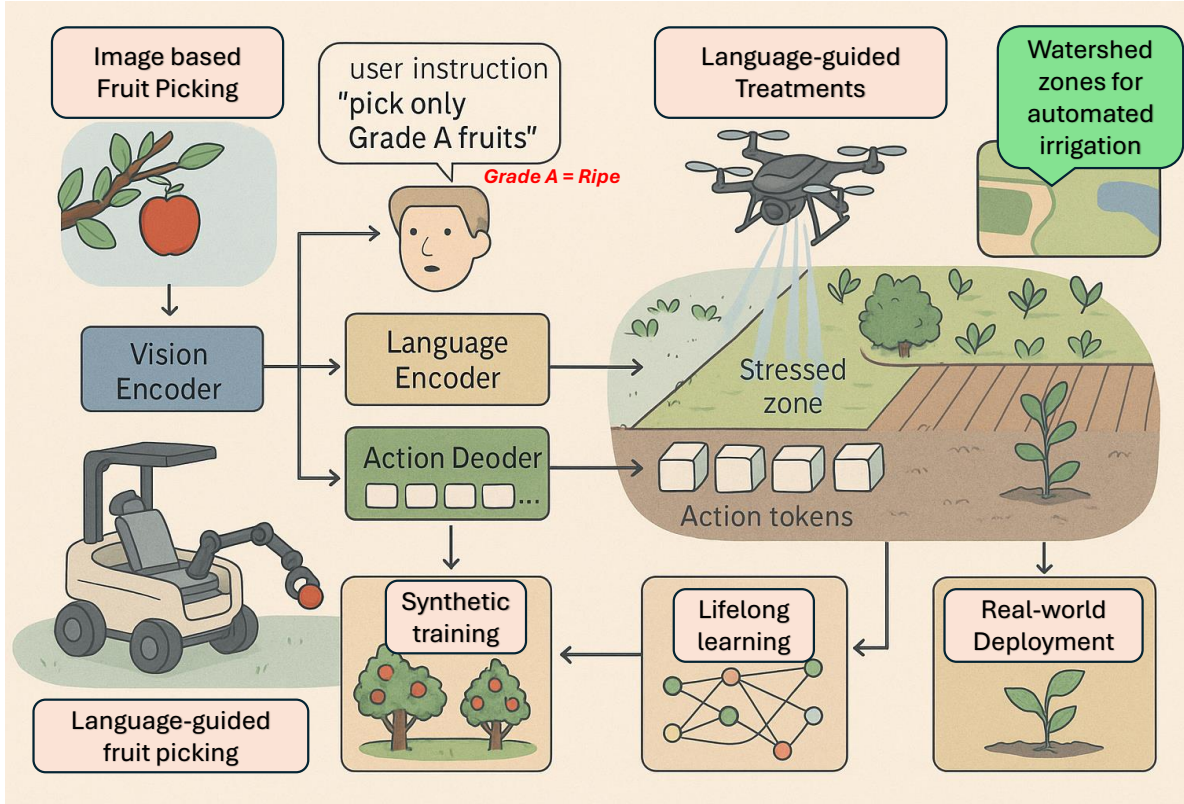 Image based
Fruit Picking
user instruction
"pick only
Grade A fruits"
Grade A = Ripe
Language-guided
Treatments
Watershed
zones for
automated
irrigation
Vision
Encoder
Language
Encoder
Stressed
zone
Action Deoder
...
Action tokens
Synthetic
training
Lifelong
learning
Real-world
Deployment
Language-guided
fruit picking